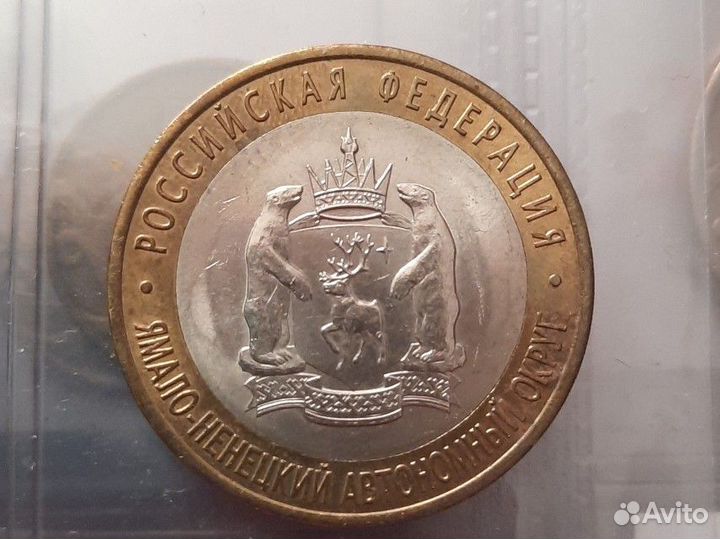 • РОССИЙСКАЯ ФЕДЕРАЦИЯ •
ЯМАЛО-НЕНЕЦКИЙ АВТОНОМНЫЙ ОКРУГ
Avito